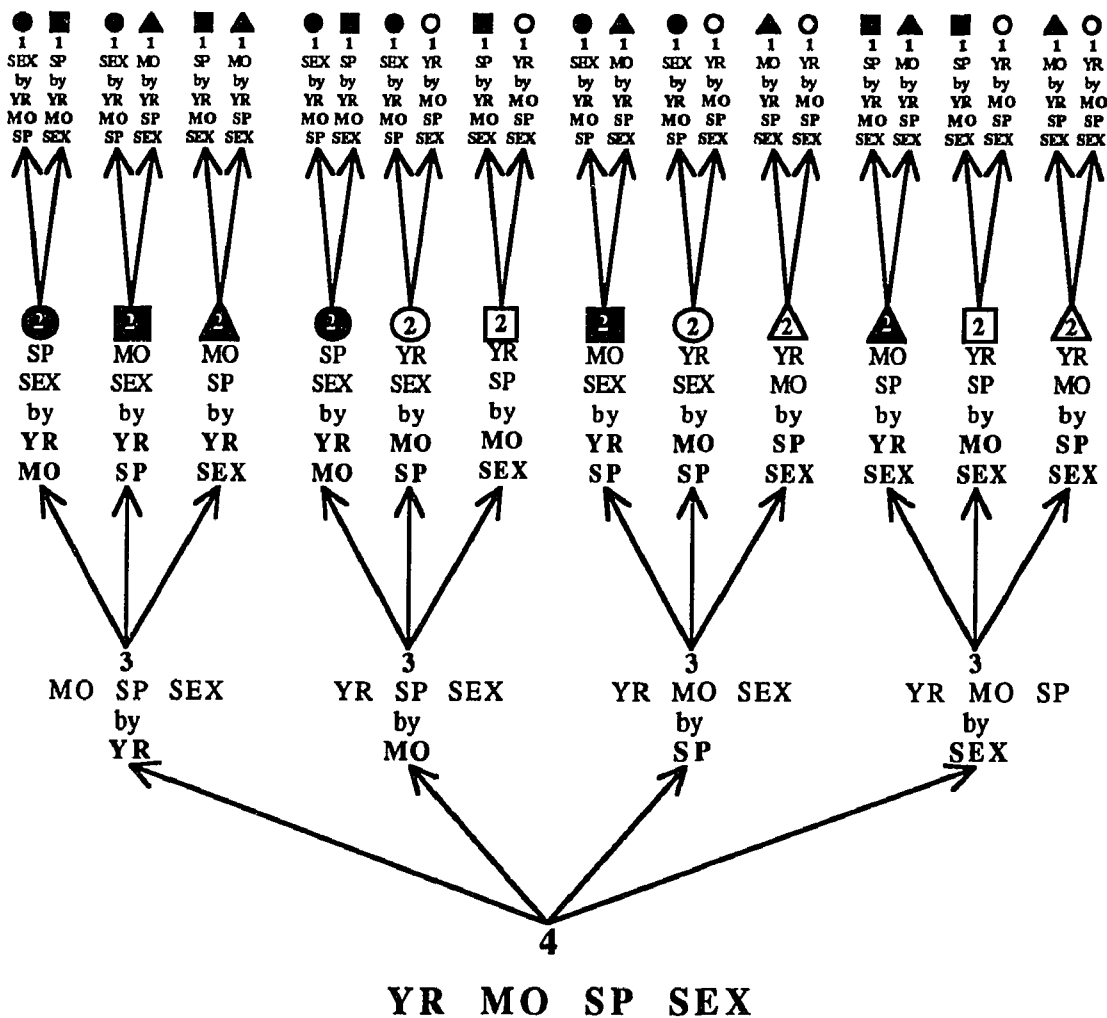 1 1 1 1 1 1 1 1 1 1 1 1 1 1 1 1 1 1 1 1 1 1 1 1
SEX SP SEX MO SP MO SEX SP SEX YR SP YR SEX MO SEX YR MO YR SP MO SP YR MO YR
by by by by by by by by by by by by by by by by by by by by by by by by
YR YR YR YR YR YR YR YR YR MO YR MO YR YR YR MO YR MO YR YR YR MO YR MO
MO MO MO SP MO SP MO MO MO SP MO SP MO SP MO SP SP SP MO SP MO SP SP SP
SP SEX SP SEX SEX SEX SP SEX SP SEX SEX SEX SP SEX SP SEX SEX SEX SEX SEX SEX SEX SEX SEX
2 2 2 2 2 2 2 2 2 2 2 2
SP MO MO SP YR YR MO YR YR MO YR YR
SEX SEX SP SEX SEX SP SEX SEX MO SP SP MO
by by by by by by by by by by by by
YR YR YR YR MO MO YR MO SP YR MO SP
MO SP SEX MO SP SEX SP SP SEX SEX SEX SEX
3 3 3 3
MO SP SEX YR SP SEX YR MO SEX YR MO SP
by by by by
YR MO SP SEX
4
YR MO SP SEX